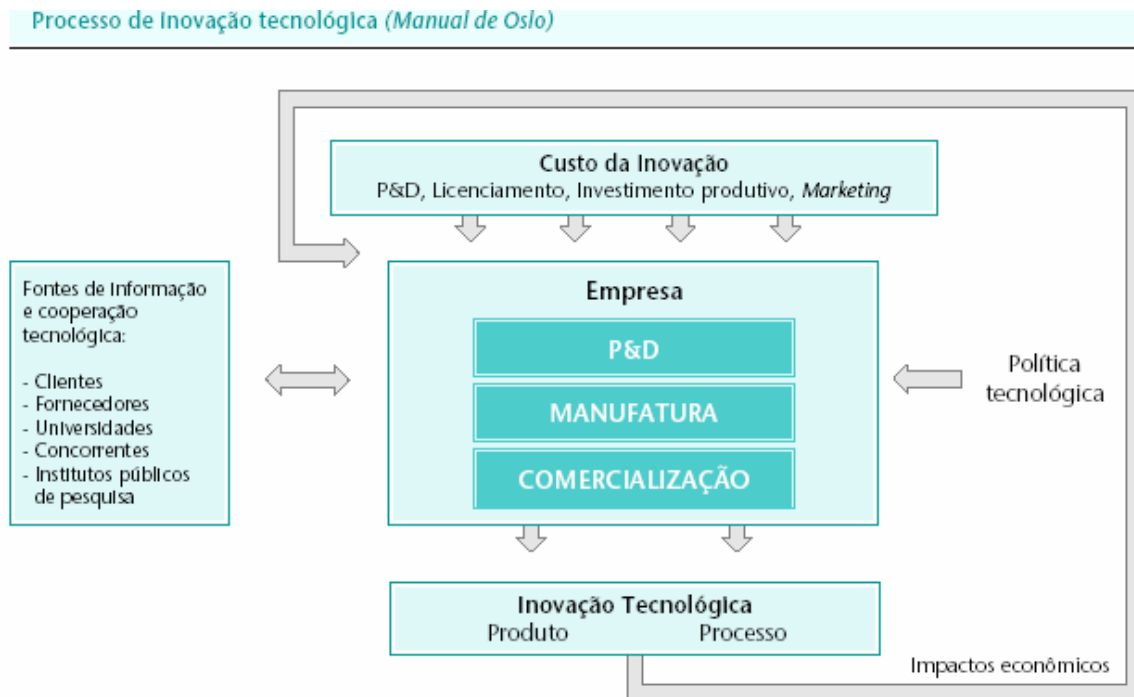 Processo de inovação tecnológica (Manual de Oslo)
Custo da Inovação
P&D, Licenciamento, Investimento produtivo, Marketing
Fontes de informação
e cooperação
tecnológica:
- Clientes
- Fornecedores
- Universidades
- Concorrentes
- Institutos públicos
de pesquisa
Empresa
P&D
MANUFATURA
COMERCIALIZAÇÃO
Política
tecnológica
Inovação Tecnológica
Produto Processo
Impactos econômicos